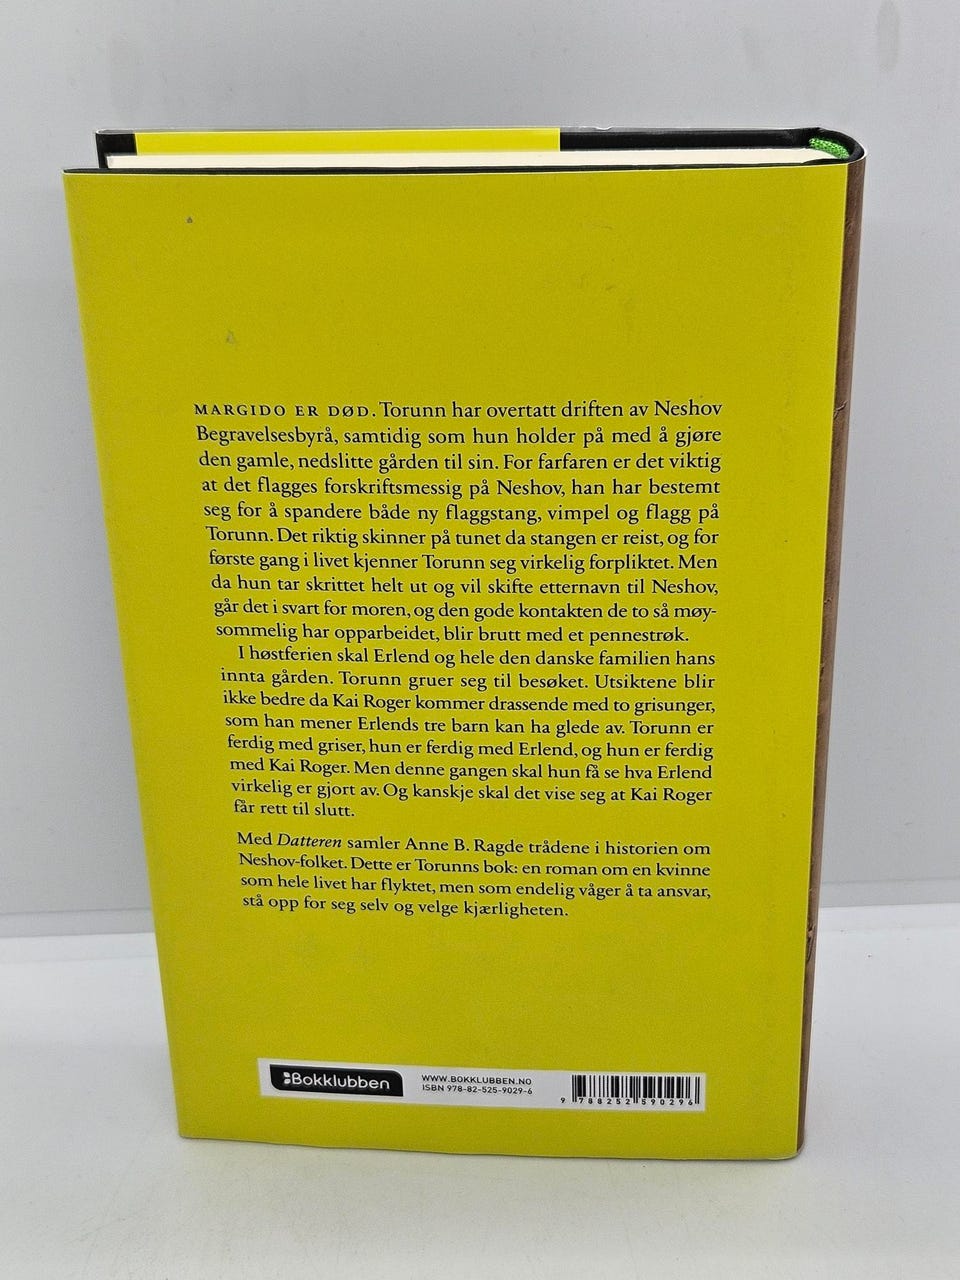 MARGIDO ER DØD. Torunn har overtatt driften av Neshov
Begravelsesbyrå, samtidig som hun holder på med å gjøre
den gamle, nedslitte gården til sin. For farfaren er det viktig
at det flagges forskriftsmessig på Neshov, han har bestemt
seg for å spandere både ny flaggstang, vimpel og flagg på
Torunn. Det riktig skinner på tunet da stangen er reist, og for
første gang i livet kjenner Torunn seg virkelig forpliktet. Men
da hun tar skrittet helt ut og vil skifte etternavn til Neshov,
går det i svart for moren, og den gode kontakten de to så møy-
sommelig har opparbeidet, blir brutt med et pennestrøk.
I høstferien skal Erlend og hele den danske familien hans
innta gården. Torunn gruer seg til besøket. Utsiktene blir
ikke bedre da Kai Roger kommer drassende med to grisunger,
som han mener Erlends tre barn kan ha glede av. Torunn er
ferdig med griser, hun er ferdig med Erlend, og hun er ferdig
med Kai Roger. Men denne gangen skal hun få se hva Erlend
virkelig er gjort av. Og kanskje skal det vise seg at Kai Roger
får rett til slutt.
Med Datteren samler Anne B. Ragde trådene i historien om
Neshov-folket. Dette er Torunns bok: en roman om en kvinne
som hele livet har flyktet, men som endelig våger å ta ansvar,
stå opp for seg selv og velge kjærligheten.
Bokklubben
WWW.BOKKLUBBEN.NO
ISBN 978-82-525-9029-6
9 788252 590296